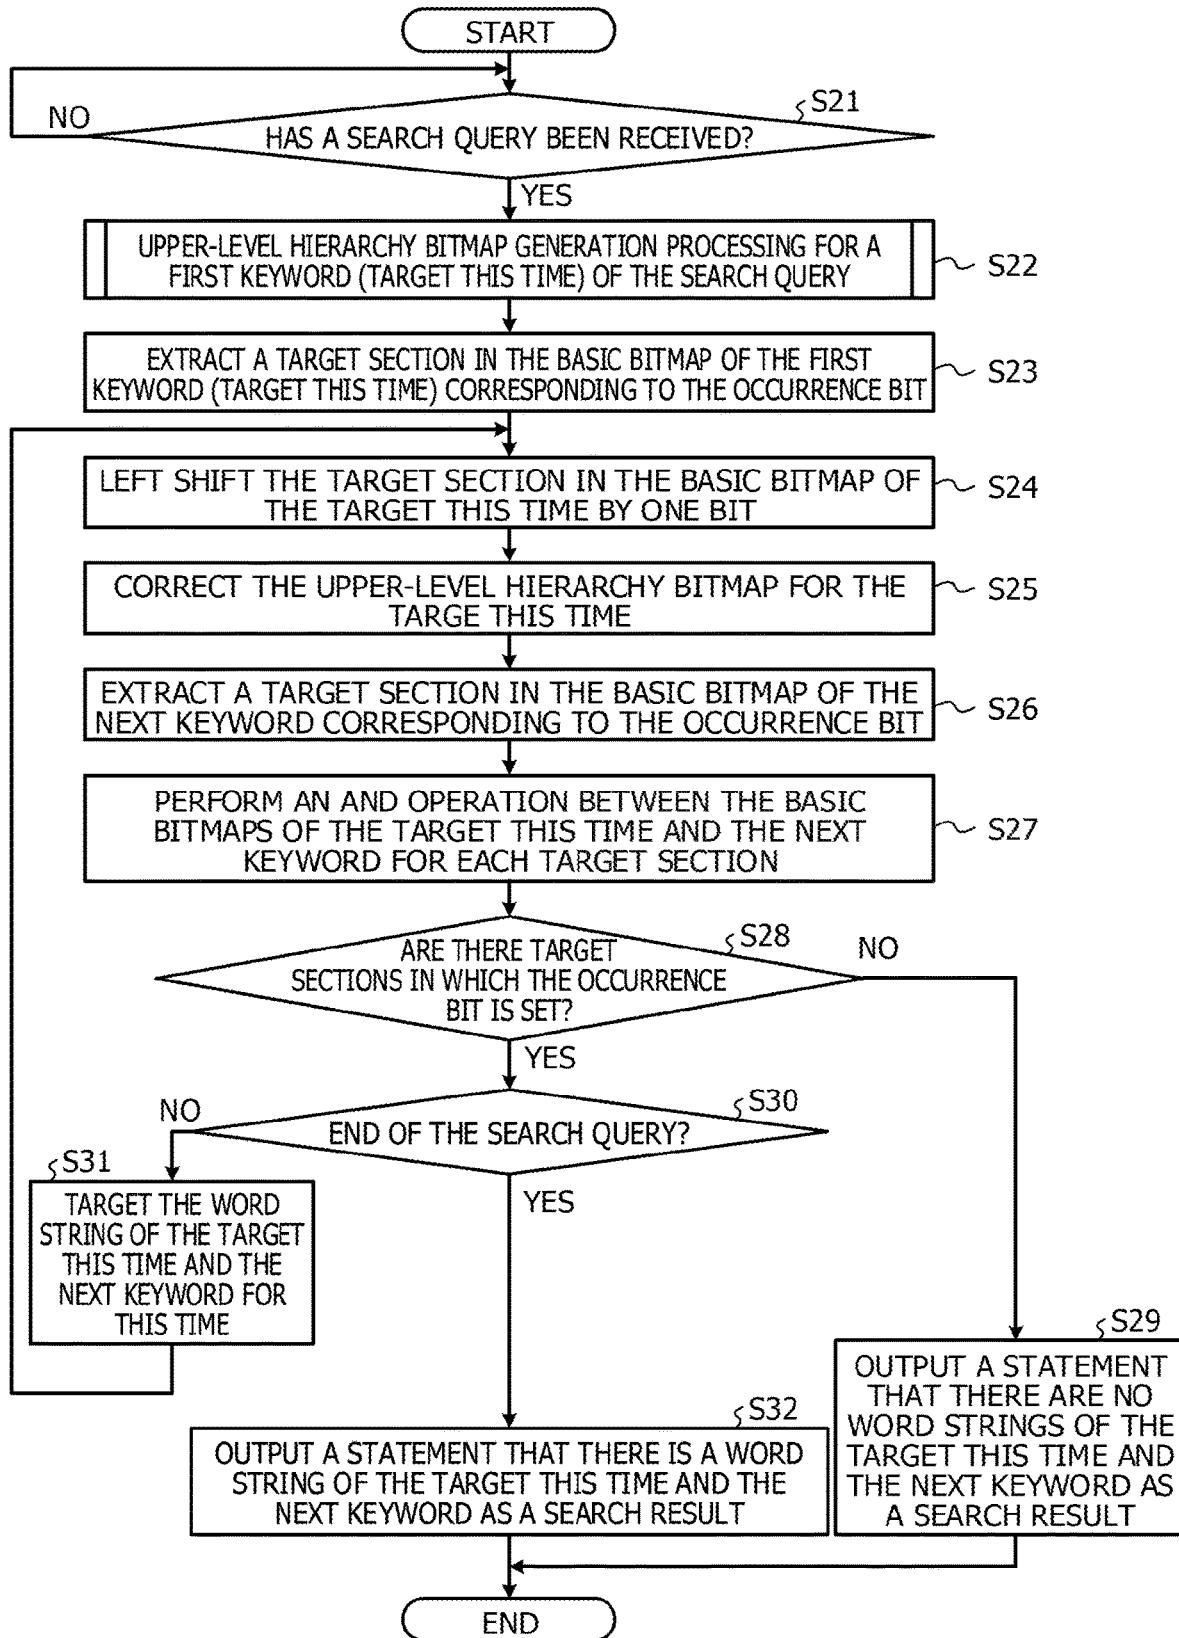 START
NO
S21
HAS A SEARCH QUERY BEEN RECEIVED?
YES
UPPER-LEVEL HIERARCHY BITMAP GENERATION PROCESSING FOR A
FIRST KEYWORD (TARGET THIS TIME) OF THE SEARCH QUERY
S22
EXTRACT A TARGET SECTION IN THE BASIC BITMAP OF THE FIRST
KEYWORD (TARGET THIS TIME) CORRESPONDING TO THE OCCURRENCE BIT
S23
LEFT SHIFT THE TARGET SECTION IN THE BASIC BITMAP OF
THE TARGET THIS TIME BY ONE BIT
S24
CORRECT THE UPPER-LEVEL HIERARCHY BITMAP FOR THE
TARGE THIS TIME
S25
EXTRACT A TARGET SECTION IN THE BASIC BITMAP OF THE
NEXT KEYWORD CORRESPONDING TO THE OCCURRENCE BIT
S26
PERFORM AN AND OPERATION BETWEEN THE BASIC
BITMAPS OF THE TARGET THIS TIME AND THE NEXT
KEYWORD FOR EACH TARGET SECTION
S27
S28
NO
ARE THERE TARGET
SECTIONS IN WHICH THE OCCURRENCE
BIT IS SET?
YES
NO
S30
END OF THE SEARCH QUERY?
YES
S31
TARGET THE WORD
STRING OF THE TARGET
THIS TIME AND THE
NEXT KEYWORD FOR
THIS TIME
S29
OUTPUT A STATEMENT
THAT THERE ARE NO
WORD STRINGS OF THE
TARGET THIS TIME AND
THE NEXT KEYWORD AS
A SEARCH RESULT
S32
OUTPUT A STATEMENT THAT THERE IS A WORD
STRING OF THE TARGET THIS TIME AND THE
NEXT KEYWORD AS A SEARCH RESULT
END